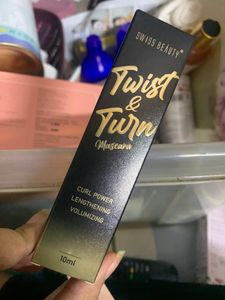 SWISS BEAUTY®
Twist
&
Turn
Mascara
CURL POWER
LENGTHENING
VOLUMIZING
10ml